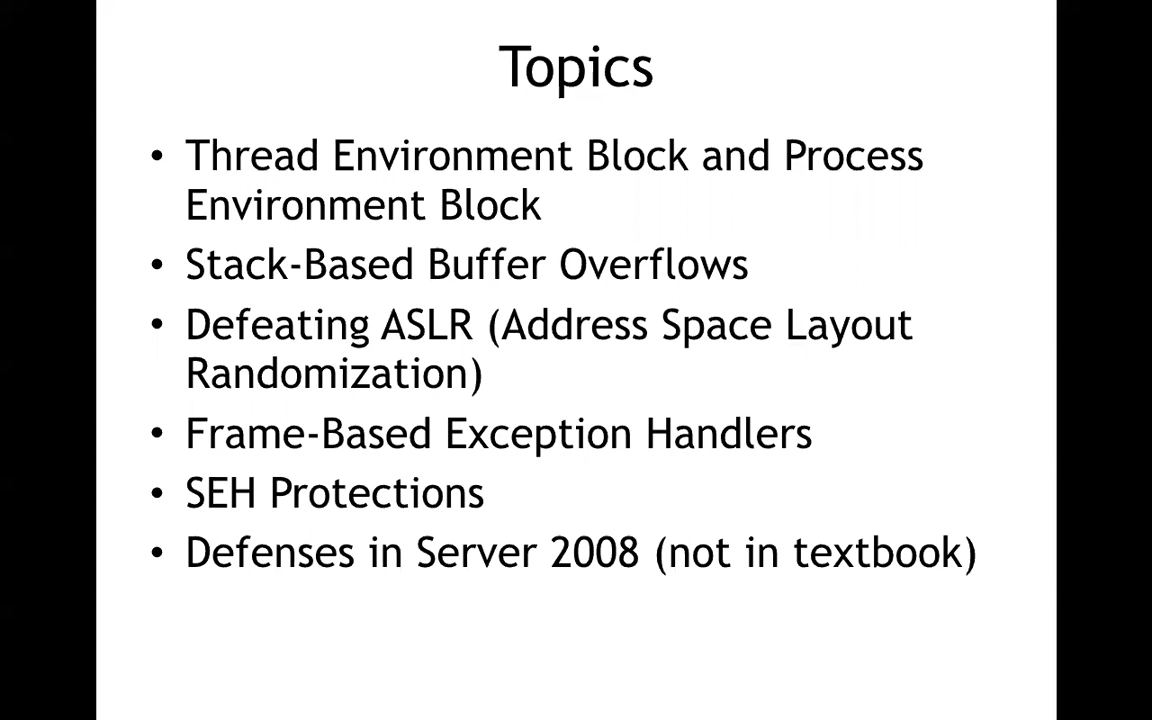 Topics
• Thread Environment Block and Process
Environment Block
• Stack-Based Buffer Overflows
• Defeating ASLR (Address Space Layout
Randomization)
• Frame-Based Exception Handlers
• SEH Protections
• Defenses in Server 2008 (not in textbook)